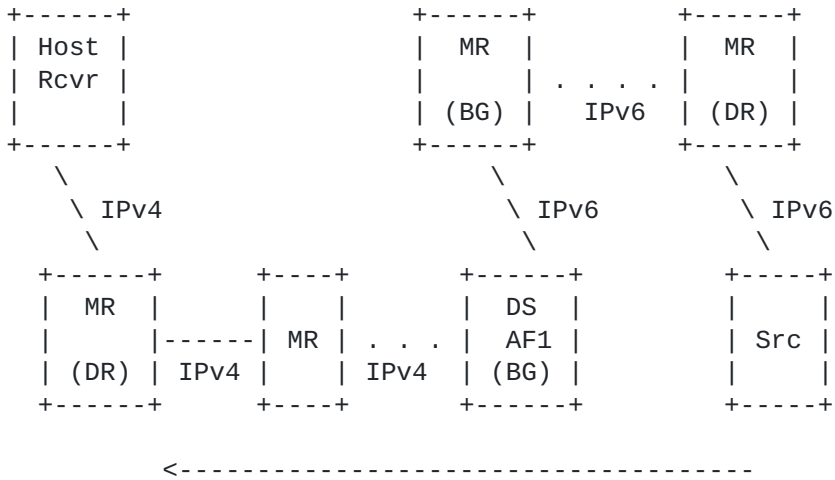 +------+                  +------+         +------+
| Host |                  |  MR  |         |  MR  |
| Rcvr |                  |      | . . . . |      |
|      |                  | (BG) |   IPv6  | (DR) |
+------+                  +------+         +------+
   \                           \              \
    \ IPv4                      \ IPv6         \ IPv6
     \                           \              \
  +------+      +----+       +------+         +-----+
  |  MR  |      |    |       |  DS  |         |     |
  |      |------| MR | . . . |  AF1 |         | Src |
  | (DR) | IPv4 |    | IPv4  | (BG) |         |     |
  +------+      +----+       +------+         +-----+
          <-------------------------------------